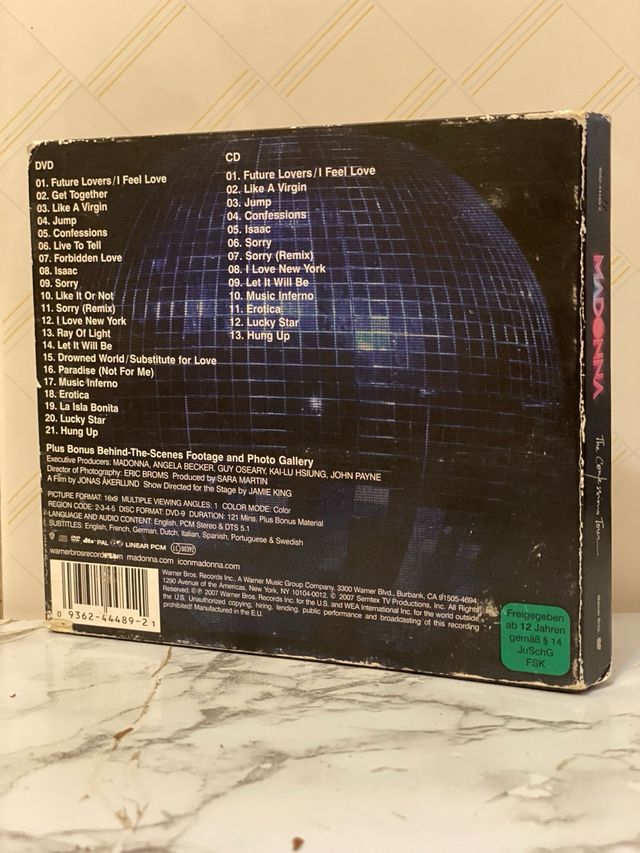 DVD
01. Future Lovers/I Feel Love
02. Get Together
03. Like A Virgin
04. Jump
05. Confessions
06. Live To Tell
07. Forbidden Love
08. Isaac
09. Sorry
10. Like It Or Not
11. Sorry (Remix)
12. I Love New York
13. Ray Of Light
14. Let It Will Be
15. Drowned World/Substitute for Love
16. Paradise (Not For Me)
17. Music Inferno
18. Erotica
19. La Isla Bonita
20. Lucky Star
21. Hung Up
CD
01. Future Lovers/I Feel Love
02. Like A Virgin
03. Jump
04. Confessions
05. Isaac
06. Sorry
07. Sorry (Remix)
08. I Love New York
09. Let It Will Be
10. Music Inferno
11. Erotica
12. Lucky Star
13. Hung Up
Plus Bonus Behind-The-Scenes Footage and Photo Gallery
Executive Producers: MADONNA, ANGELA BECKER, GUY OSEARY, KAI-LU HSIUNG, JOHN PAYNE
Director of Photography: ERIC BROMS Produced by SARA MARTIN
A Film by JONAS ÅKERLUND Show Directed for the Stage by JAMIE KING
PICTURE FORMAT: 16x9 MULTIPLE VIEWING ANGLES: 1 COLOR MODE: Color
REGION CODE: 2-3-4-5 DISC FORMAT: DVD-9 DURATION: 121 Mins. Plus Bonus Material
LANGUAGE AND AUDIO CONTENT: English, PCM Stereo & DTS 5.1
SUBTITLES: English, French, German, Dutch, Italian, Spanish, Portuguese & Swedish
dts PAL LINEAR PCM LC 00392
warnerbrosrecords.com madonna.com iconmadonna.com
Warner Bros. Records Inc., A Warner Music Group Company, 3300 Warner Blvd., Burbank, CA 91505-4694,
1290 Avenue of the Americas, New York, NY 10104-0012. © 2007 Semtex TV Productions, Inc. All Rights
Reserved. © ℗ 2007 Warner Bros. Records Inc. for the U.S. and WEA International Inc. for the world outside
the U.S. Unauthorized copying, hiring, lending, public performance and broadcasting of this recording
prohibited! Manufactured in the E.U.
0 9362-44489-2 1
Freigegeben
ab 12 Jahren
gemäß § 14
JuSchG
FSK
MADONNA
The Confessions Tour